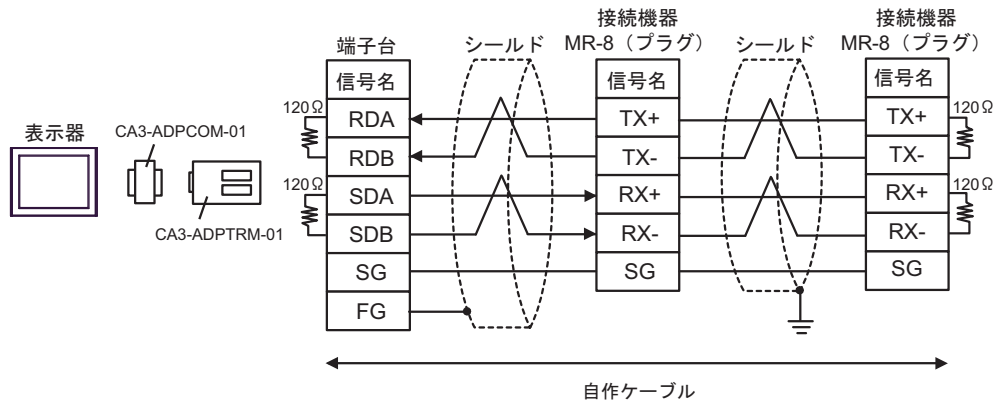 接続機器
MR-8（プラグ）
接続機器
MR-8（プラグ）
端子台
シールド
シールド
信号名
信号名
信号名
120Ω
RDA
TX+
TX+
120Ω
表示器
CA3-ADPCOM-01
RDB
TX-
TX-
120Ω
SDA
RX+
RX+
120Ω
CA3-ADPTRM-01
SDB
RX-
RX-
SG
SG
SG
FG
自作ケーブル